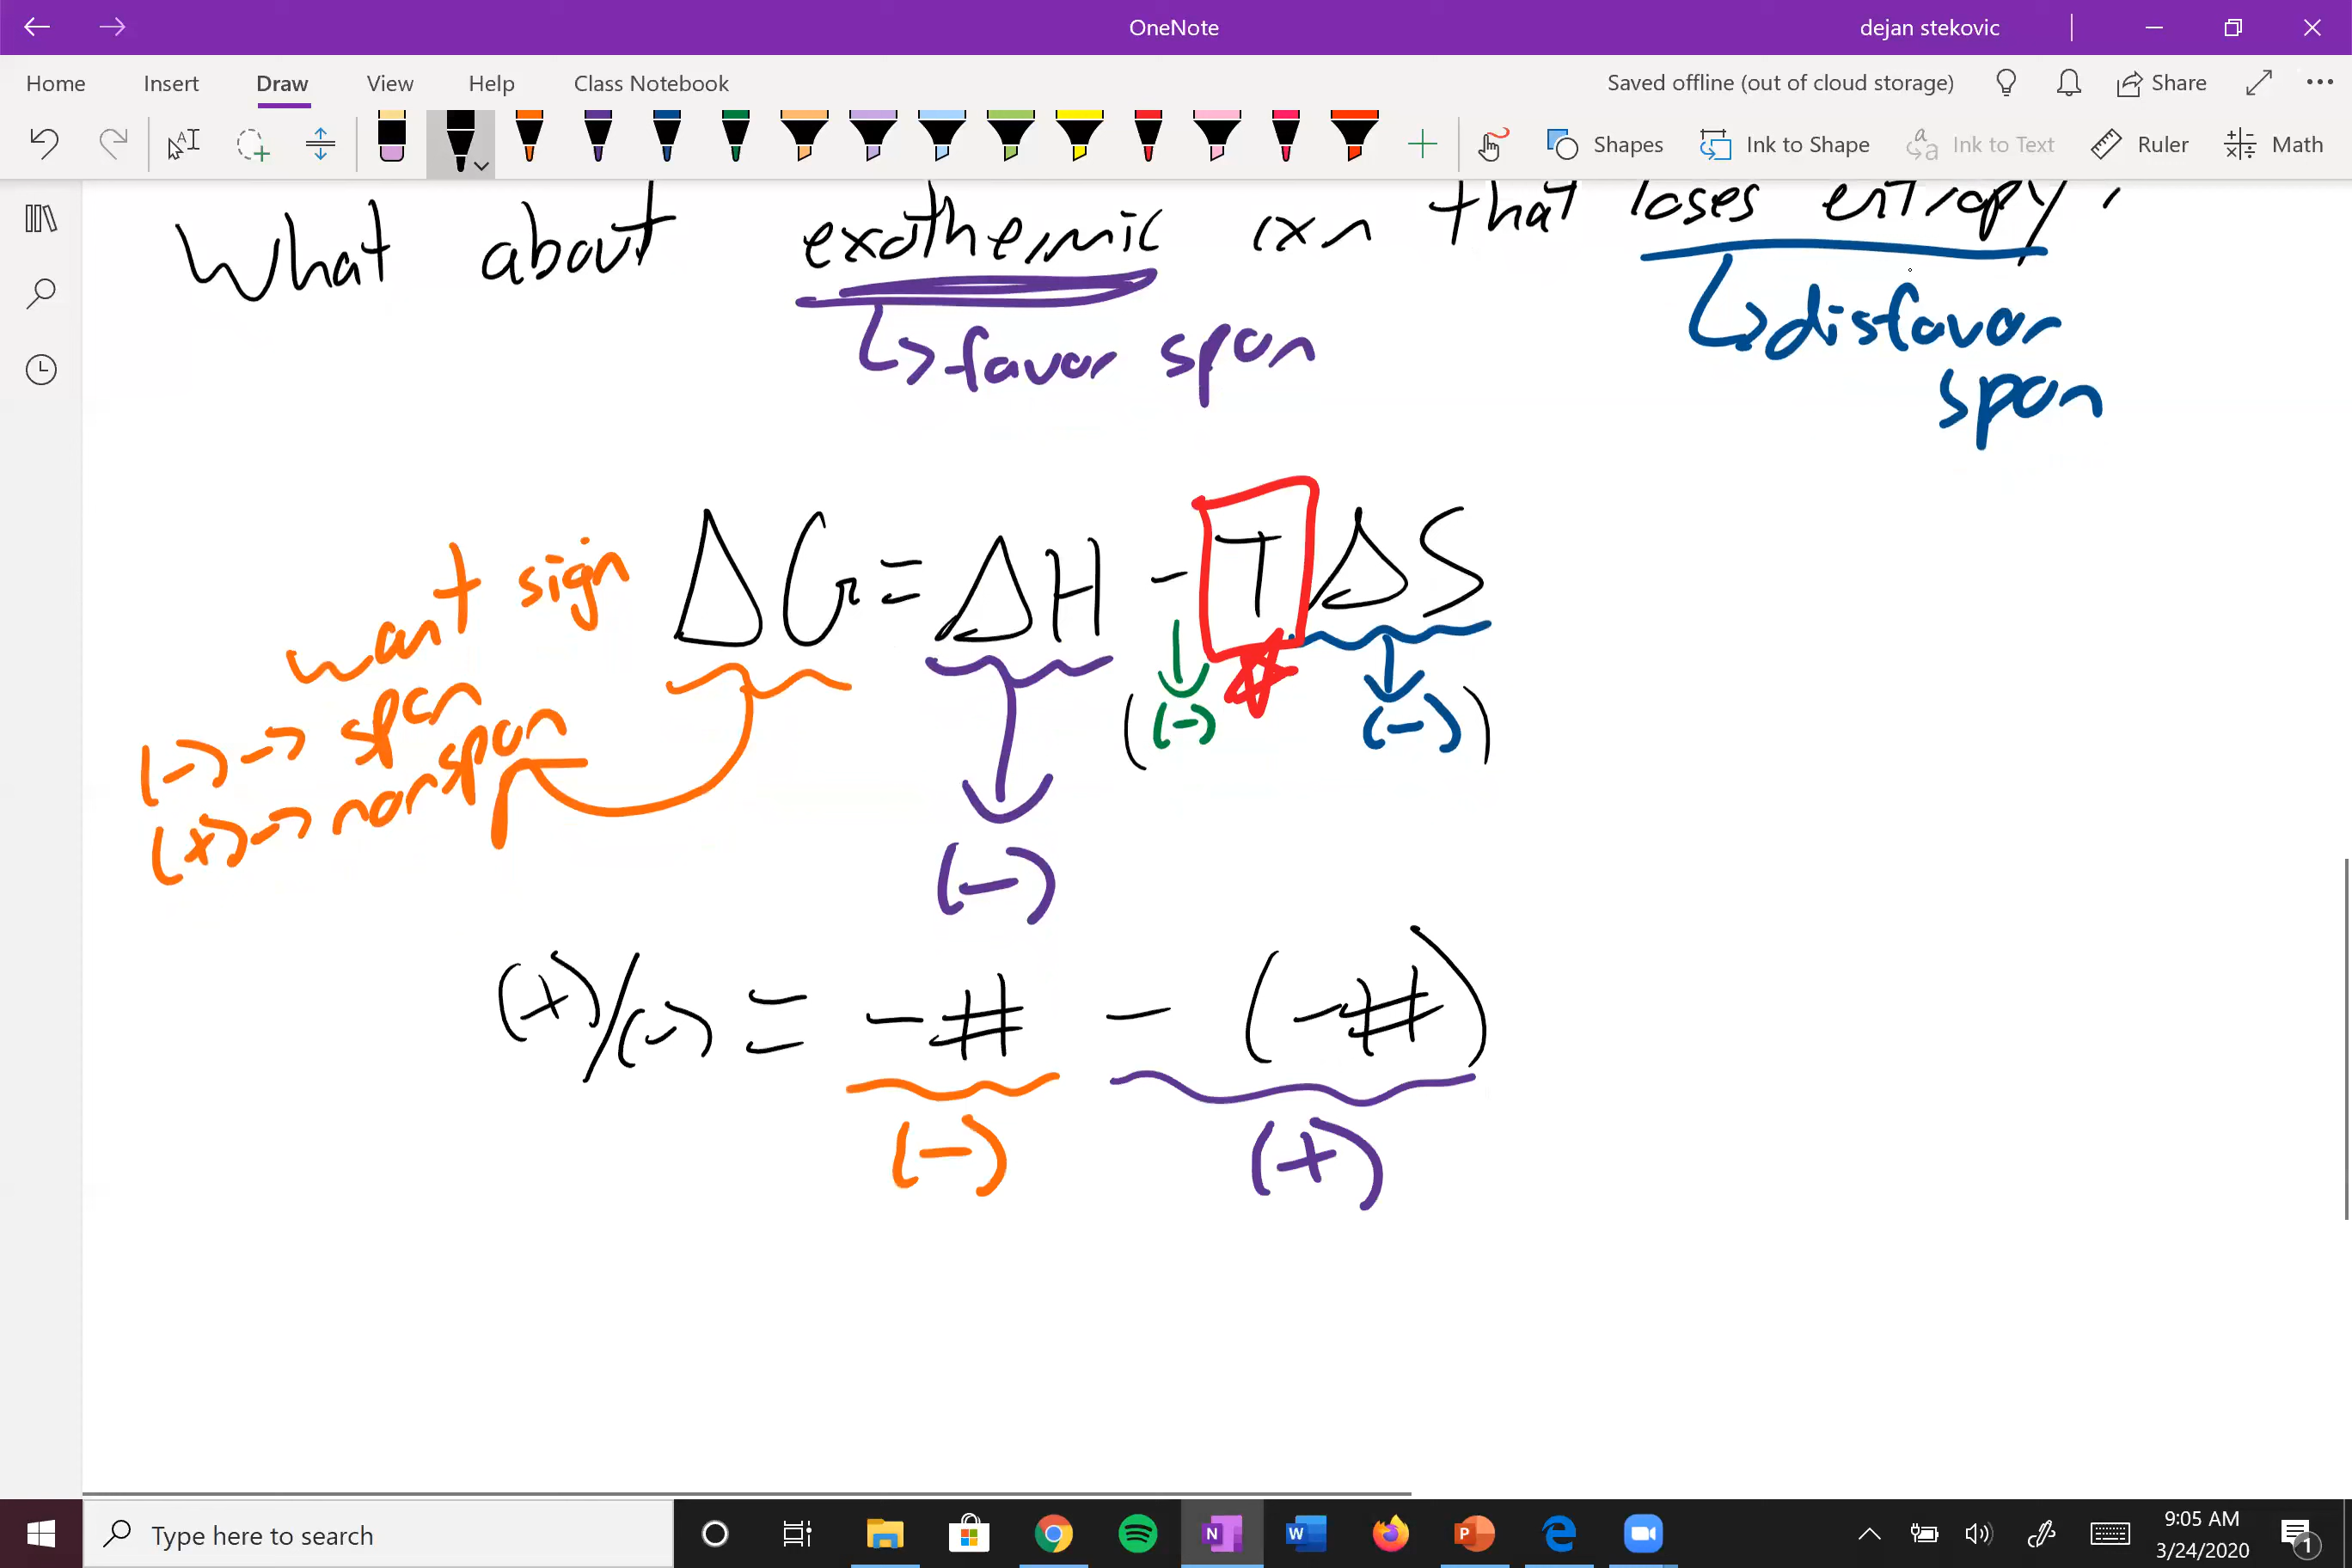 OneNote
dejan stekovic
Home Insert Draw View Help Class Notebook
Saved offline (out of cloud storage) Share
Shapes Ink to Shape Ink to Text Ruler Math
What about exothermic rxn that loses entropy?
↳ favor spon
↳ disfavor
spon
want sign
ΔG = ΔH - TΔS
(-) → spon
(+) → nonspon
((-) (-))
(-)
(+)/(-) = -# - (-#)
(-) (+)
Type here to search
9:05 AM
3/24/2020
1